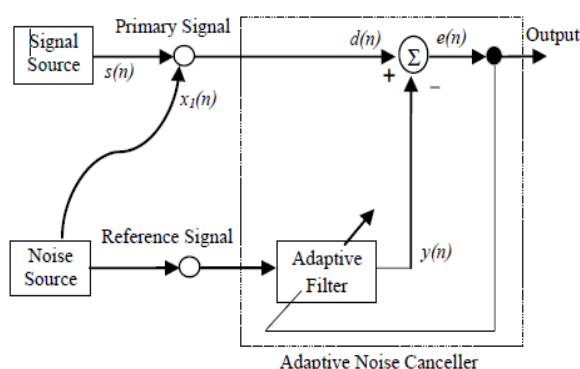 Primary Signal
Signal
Source
s(n)
x₁(n)
d(n)
Σ
e(n)
Output
+
−
Noise
Source
Reference Signal
Adaptive
Filter
y(n)
Adaptive Noise Canceller